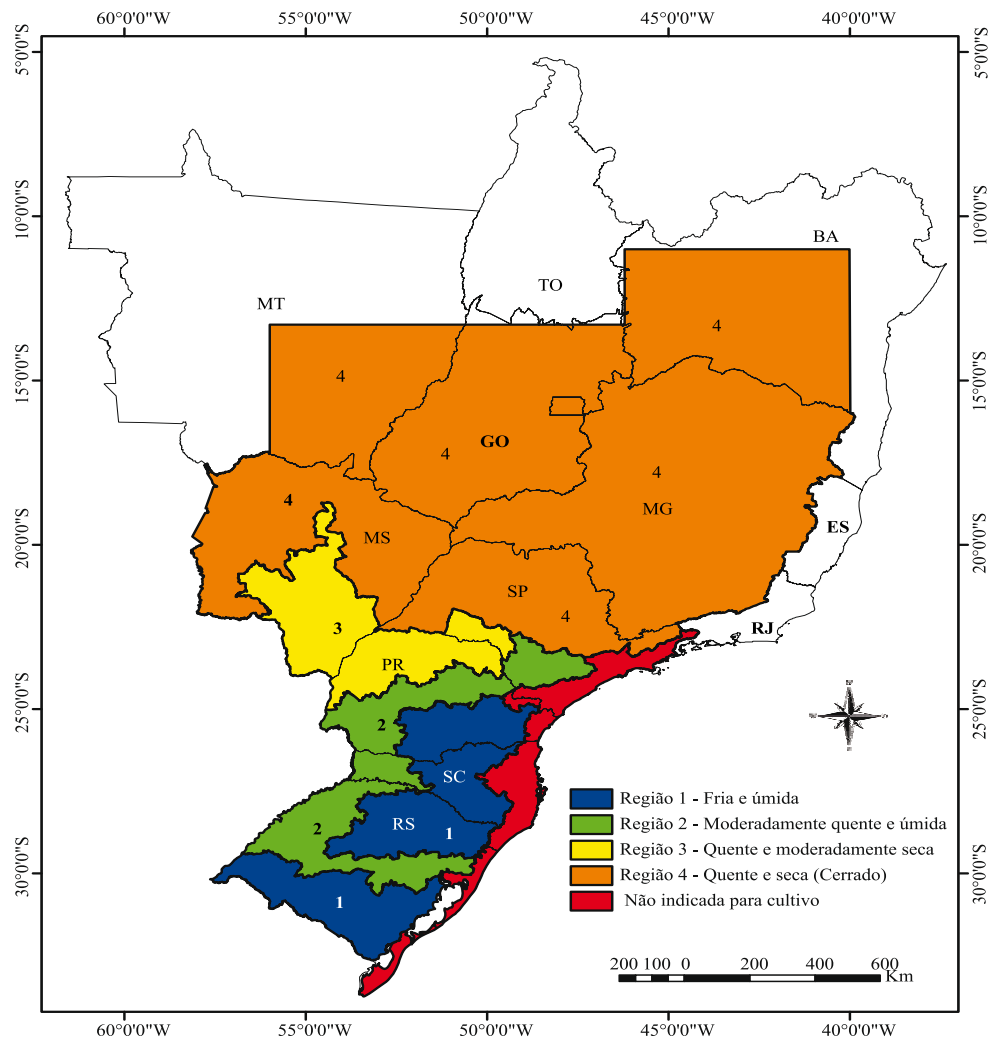 60°0'0"W 55°0'0"W 50°0'0"W 45°0'0"W 40°0'0"W
5°0'0"S 5°0'0"S
10°0'0"S 10°0'0"S
BA
TO
MT
4
4
15°0'0"S 15°0'0"S
GO
4
4
4
MG
MS
ES
20°0'0"S 20°0'0"S
SP
4
3
RJ
PR
25°0'0"S 25°0'0"S
2
SC
Região 1 - Fria e úmida
2
RS
1
Região 2 - Moderadamente quente e úmida
Região 3 - Quente e moderadamente seca
30°0'0"S 30°0'0"S
Região 4 - Quente e seca (Cerrado)
1
Não indicada para cultivo
200 100 0 200 400 600
Km
60°0'0"W 55°0'0"W 50°0'0"W 45°0'0"W 40°0'0"W